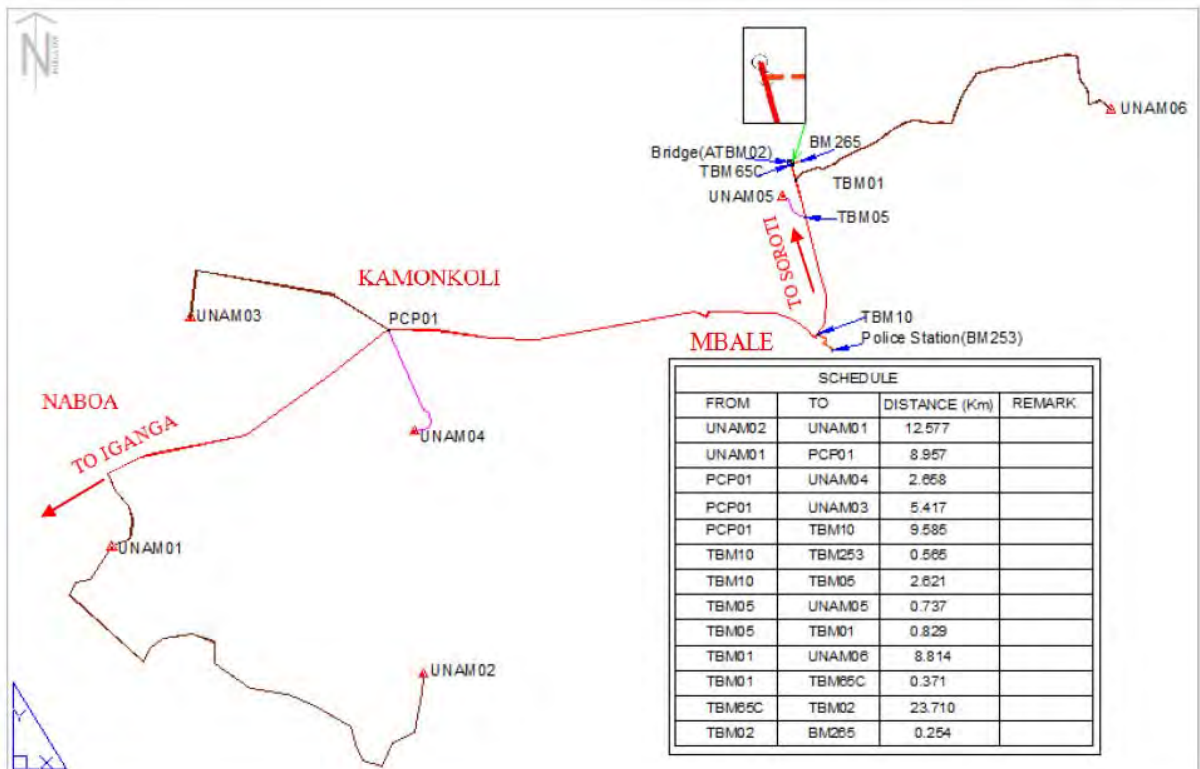 N
UNAM06
BM265
Bridge(ATBM02)
TBM65C
TBM01
UNAM05
TBM05
TO SOROTI
KAMONKOLI
UNAM03
PCP01
TBM10
Police Station(BM253)
MBALE
NABOA
UNAM04
TO IGANGA
UNAM01
UNAM02
SCHEDULE
FROM TO DISTANCE (Km) REMARK
UNAM02 UNAM01 12.577
UNAM01 PCP01 8.957
PCP01 UNAM04 2.658
PCP01 UNAM03 5.417
PCP01 TBM10 9.585
TBM10 TBM253 0.565
TBM10 TBM05 2.621
TBM05 UNAM05 0.737
TBM05 TBM01 0.829
TBM01 UNAM06 8.814
TBM01 TBM65C 0.371
TBM65C TBM02 23.710
TBM02 BM265 0.254
Y
X